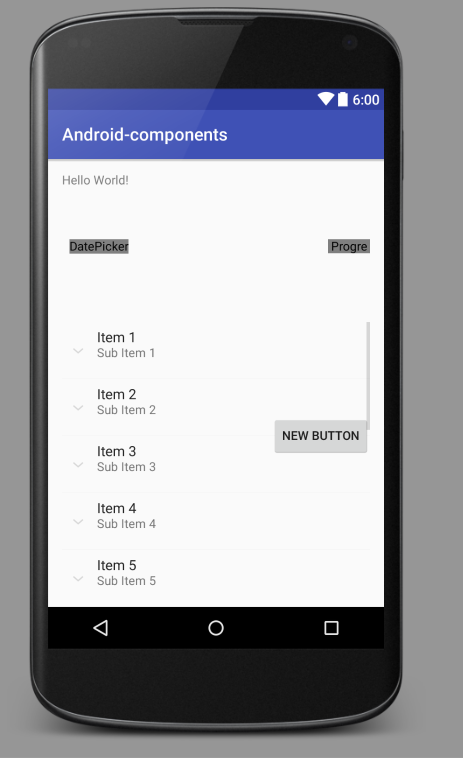 6:00
Android-components
Hello World!
DatePicker
Progre
Item 1
Sub Item 1
Item 2
Sub Item 2
NEW BUTTON
Item 3
Sub Item 3
Item 4
Sub Item 4
Item 5
Sub Item 5